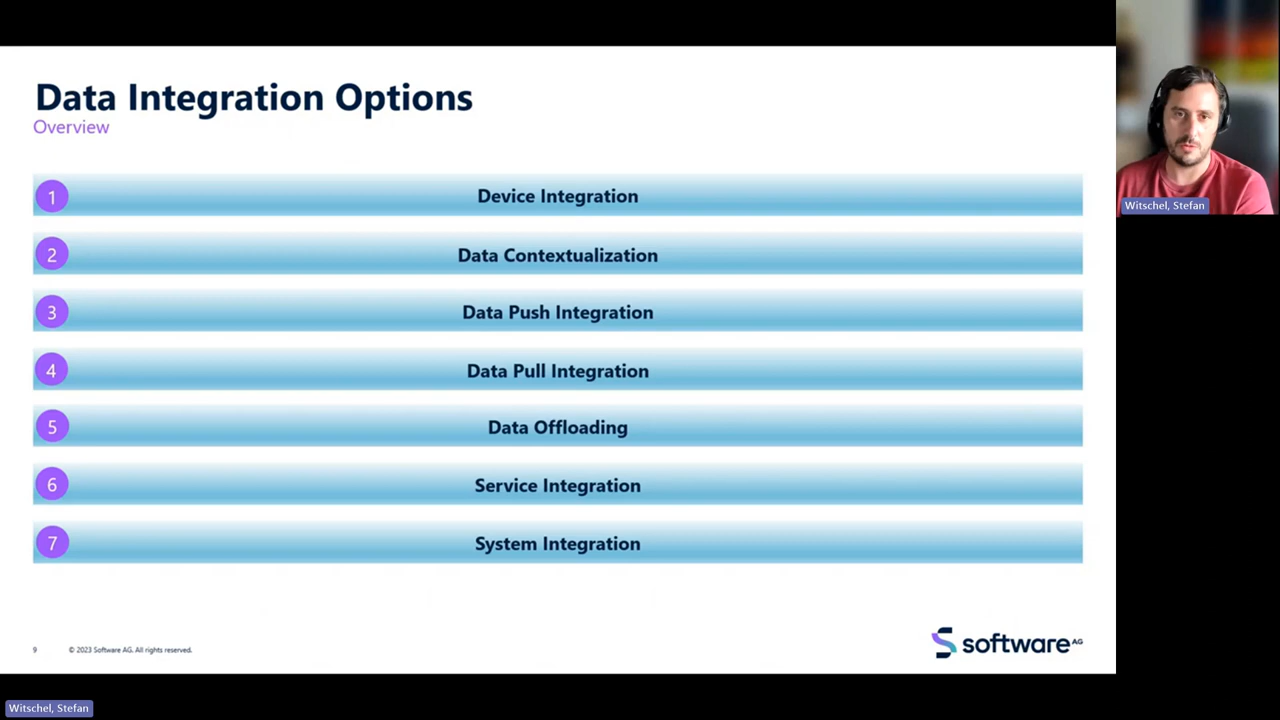 Data Integration Options
Overview
1 Device Integration
2 Data Contextualization
3 Data Push Integration
4 Data Pull Integration
5 Data Offloading
6 Service Integration
7 System Integration
9 © 2023 Software AG. All rights reserved.
software AG
Witschel, Stefan
Witschel, Stefan